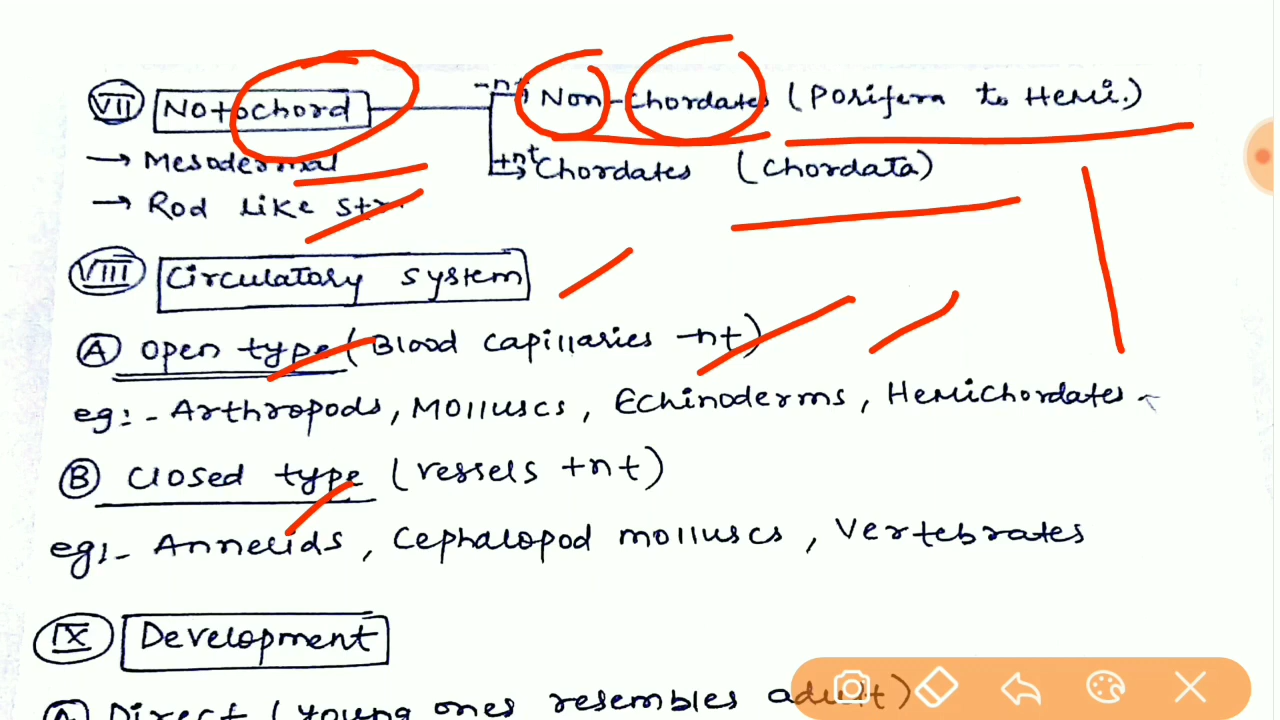 VII Notochord -nt Non-chordates (Porifera to Hemi.)
→ Mesodermal +nt Chordates (Chordata)
→ Rod like str.
VIII Circulatory system
A Open type (Blood capillaries -nt)
eg:- Arthropods, Molluscs, Echinoderms, Hemichordates
B Closed type (vessels +nt)
eg:- Annelids, Cephalopod molluscs, Vertebrates
IX Development
A Direct (young ones resembles adult)